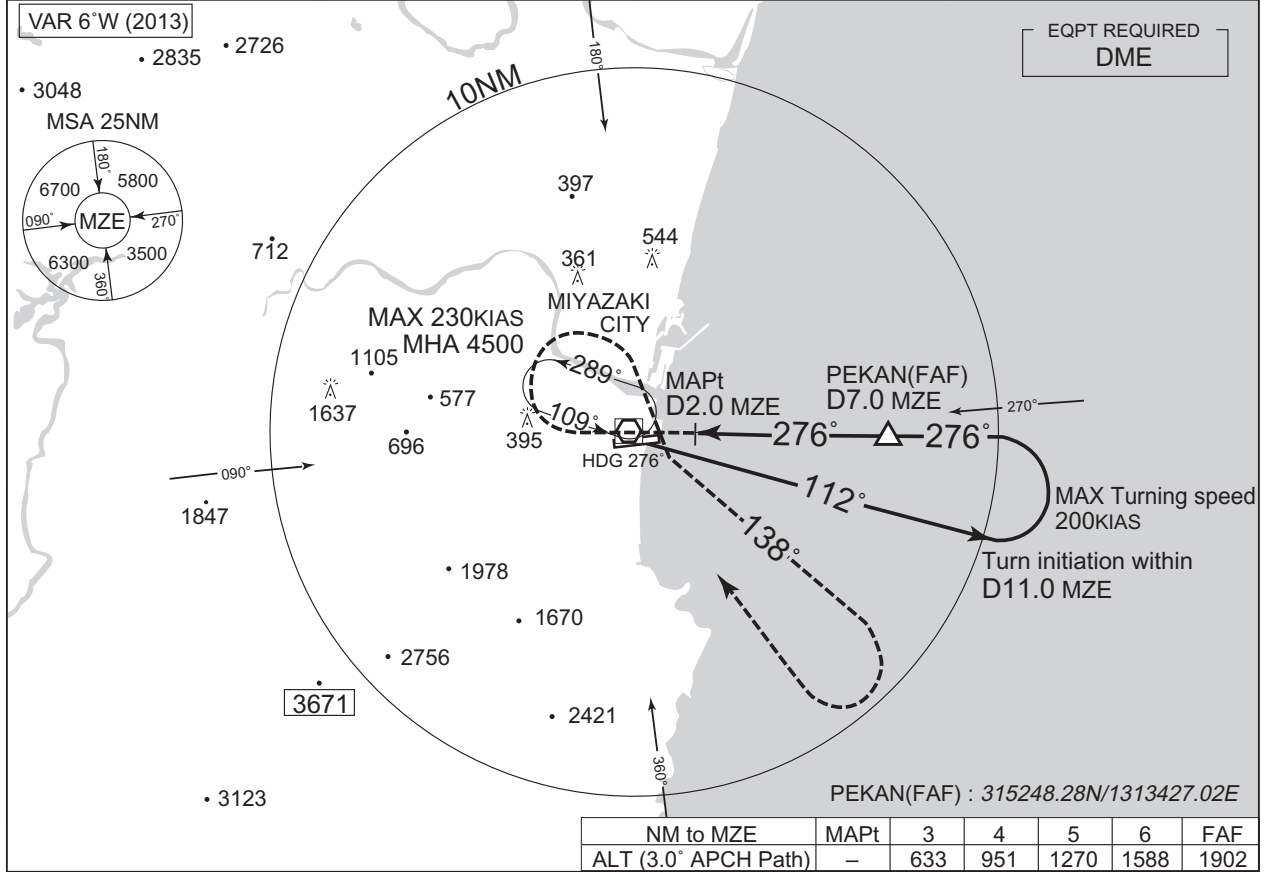 VAR 6°W (2013)
2835
2726
3048
EQPT REQUIRED
DME
180°
10NM
MSA 25NM
180°
6700
5800
090°
MZE
270°
6300
3500
360°
397
712
361
544
MIYAZAKI
CITY
MAX 230KIAS
MHA 4500
1105
289°
1637
577
109°
395
696
HDG 276°
MAPt
D2.0 MZE
PEKAN(FAF)
D7.0 MZE
270°
276°
276°
090°
112°
MAX Turning speed
200KIAS
1847
138°
Turn initiation within
D11.0 MZE
1978
1670
2756
3671
2421
360°
3123
PEKAN(FAF) : 315248.28N/1313427.02E
NM to MZE MAPt 3 4 5 6 FAF
ALT (3.0° APCH Path) – 633 951 1270 1588 1902